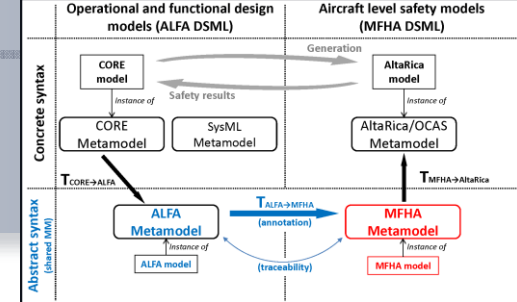 Operational and functional design
models (ALFA DSML)
Aircraft level safety models
(MFHA DSML)
Concrete syntax
CORE
model
Generation
Safety results
AltaRica
model
instance of
instance of
CORE
Metamodel
SysML
Metamodel
AltaRica/OCAS
Metamodel
TCORE→ALFA
TMFHA→AltaRica
Abstract syntax
(shared MM)
ALFA
Metamodel
TALFA→MFHA
(annotation)
MFHA
Metamodel
instance of
instance of
ALFA model
(traceability)
MFHA model